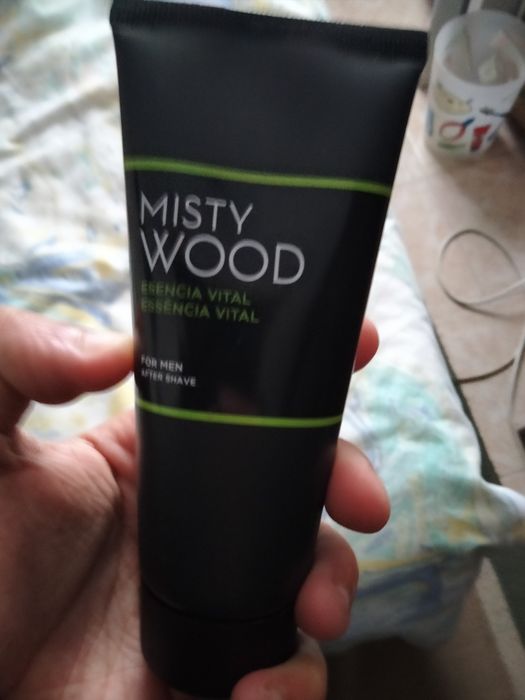 MISTY
WOOD
ESENCIA VITAL
ESSÊNCIA VITAL
FOR MEN
AFTER SHAVE